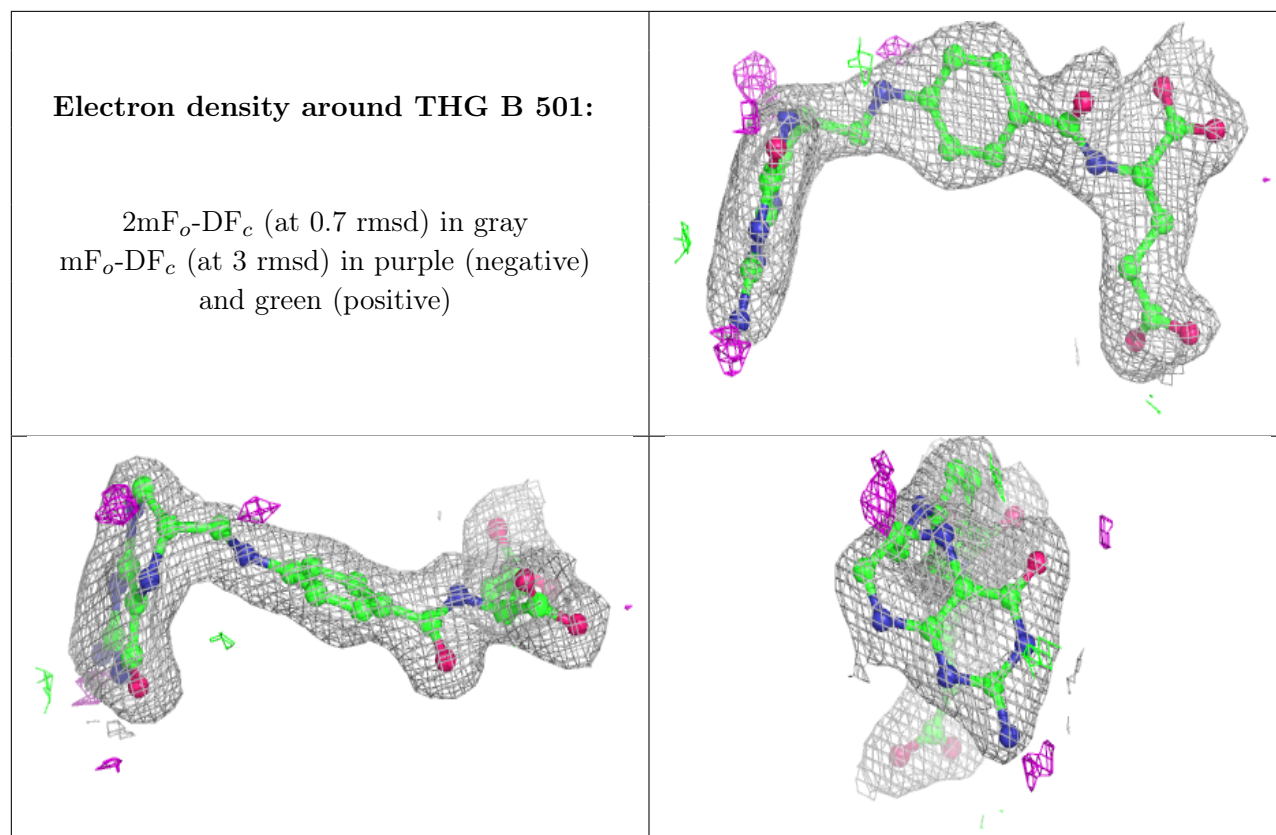 Electron density around THG B 501:
2mFo-DFc (at 0.7 rmsd) in gray
mFo-DFc (at 3 rmsd) in purple (negative)
and green (positive)